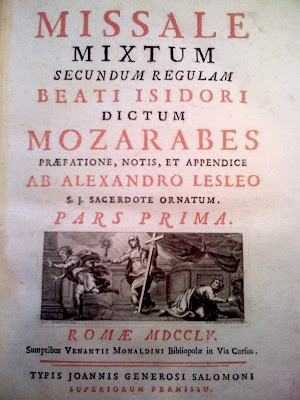 MISSALE
MIXTUM
SECUNDUM REGULAM
BEATI ISIDORI
DICTUM
MOZARABES
PRÆFATIONE, NOTIS, ET APPENDICE
AB ALEXANDRO LESLEO
S. J. SACERDOTE ORNATUM.
PARS PRIMA.
ROMÆ MDCCLV.
Sumptibus VENANTII MONALDINI Bibliopolæ in Via Cursus.
TYPIS JOANNIS GENEROSI SALOMONI
SUPERIORUM PERMISSU.